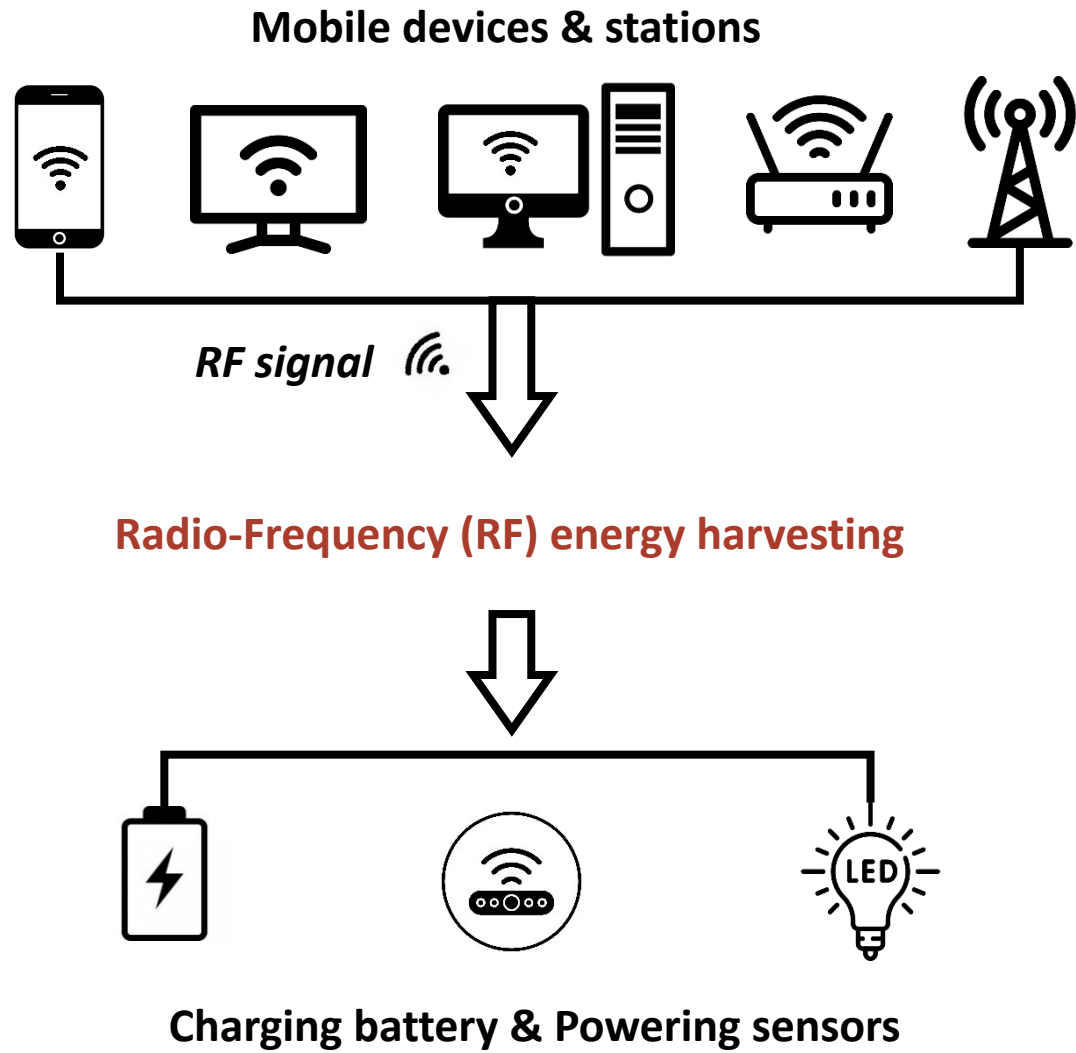 Mobile devices & stations
RF signal
Radio-Frequency (RF) energy harvesting
LED
Charging battery & Powering sensors